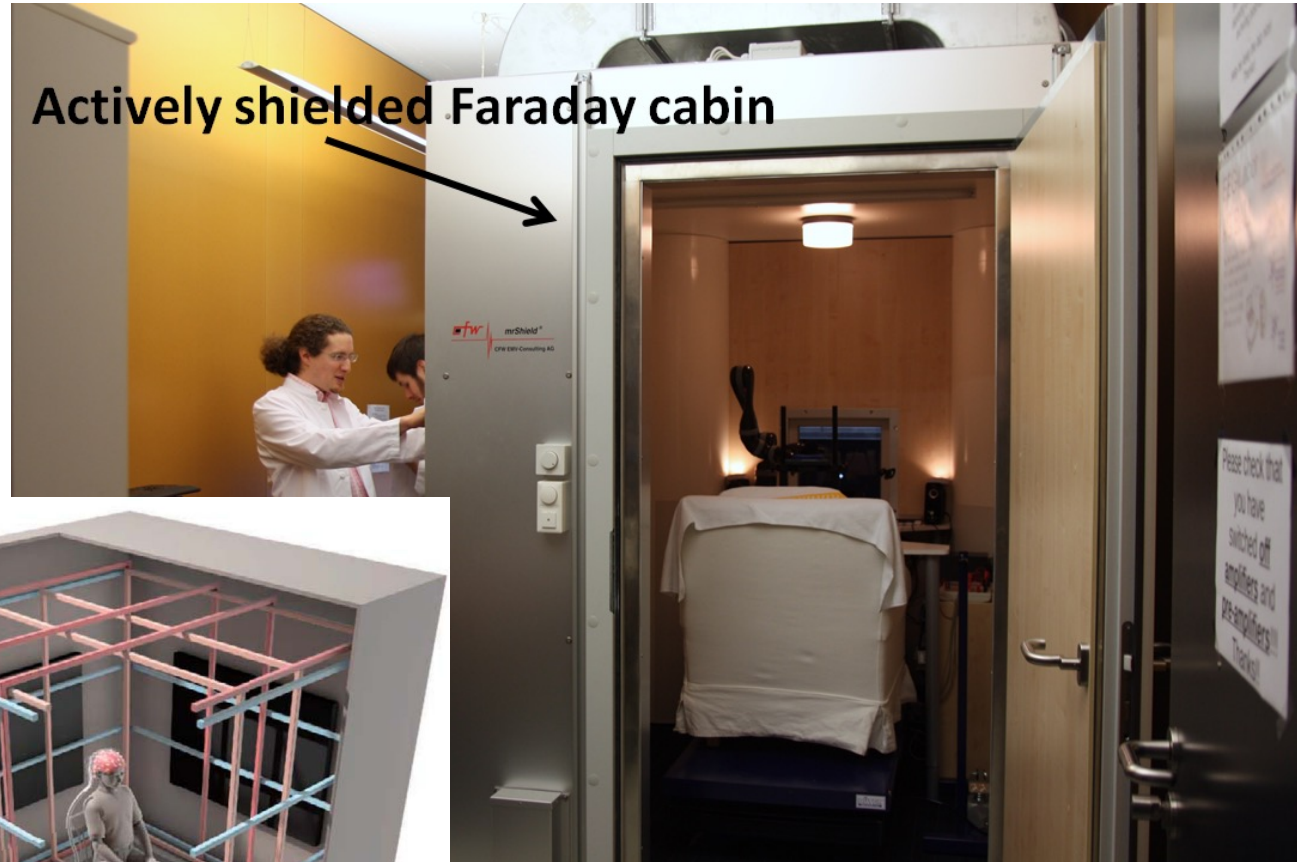 Actively shielded Faraday cabin
cfw mrShield®
CFW EMV-Consulting AG
Please check that
you have
switched off
amplifiers and
pre-amplifiers!!!
Thanks!!